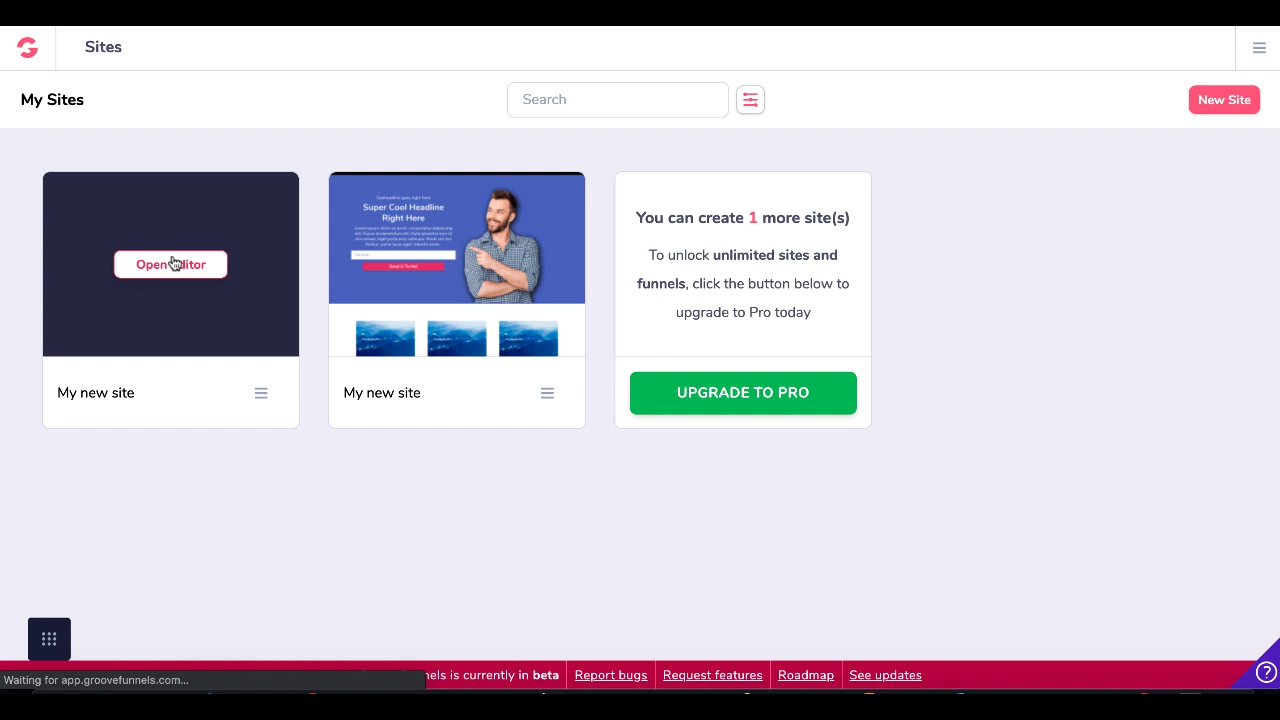 Sites
My Sites
Search
New Site
Open Editor
Super Cool Headline
Right Here
You can create 1 more site(s)
To unlock unlimited sites and
funnels, click the button below to
upgrade to Pro today
My new site
My new site
UPGRADE TO PRO
nels is currently in beta
Report bugs
Request features
Roadmap
See updates
Waiting for app.groovefunnels.com...